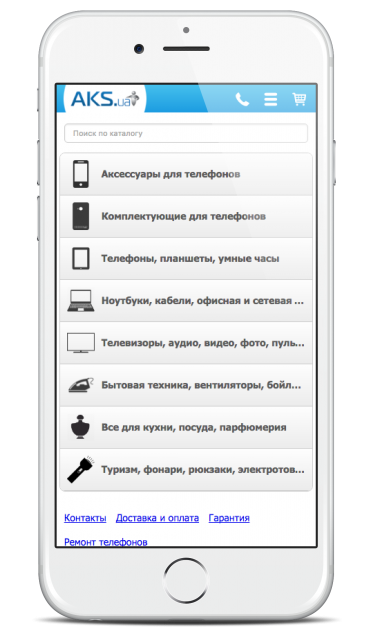 AKS.ua
Поиск по каталогу
Аксессуары для телефонов
Комплектующие для телефонов
Телефоны, планшеты, умные часы
Ноутбуки, кабели, офисная и сетевая ...
Телевизоры, аудио, видео, фото, пуль...
Бытовая техника, вентиляторы, бойл...
Все для кухни, посуда, парфюмерия
Туризм, фонари, рюкзаки, электротов...
Контакты Доставка и оплата Гарантия
Ремонт телефонов